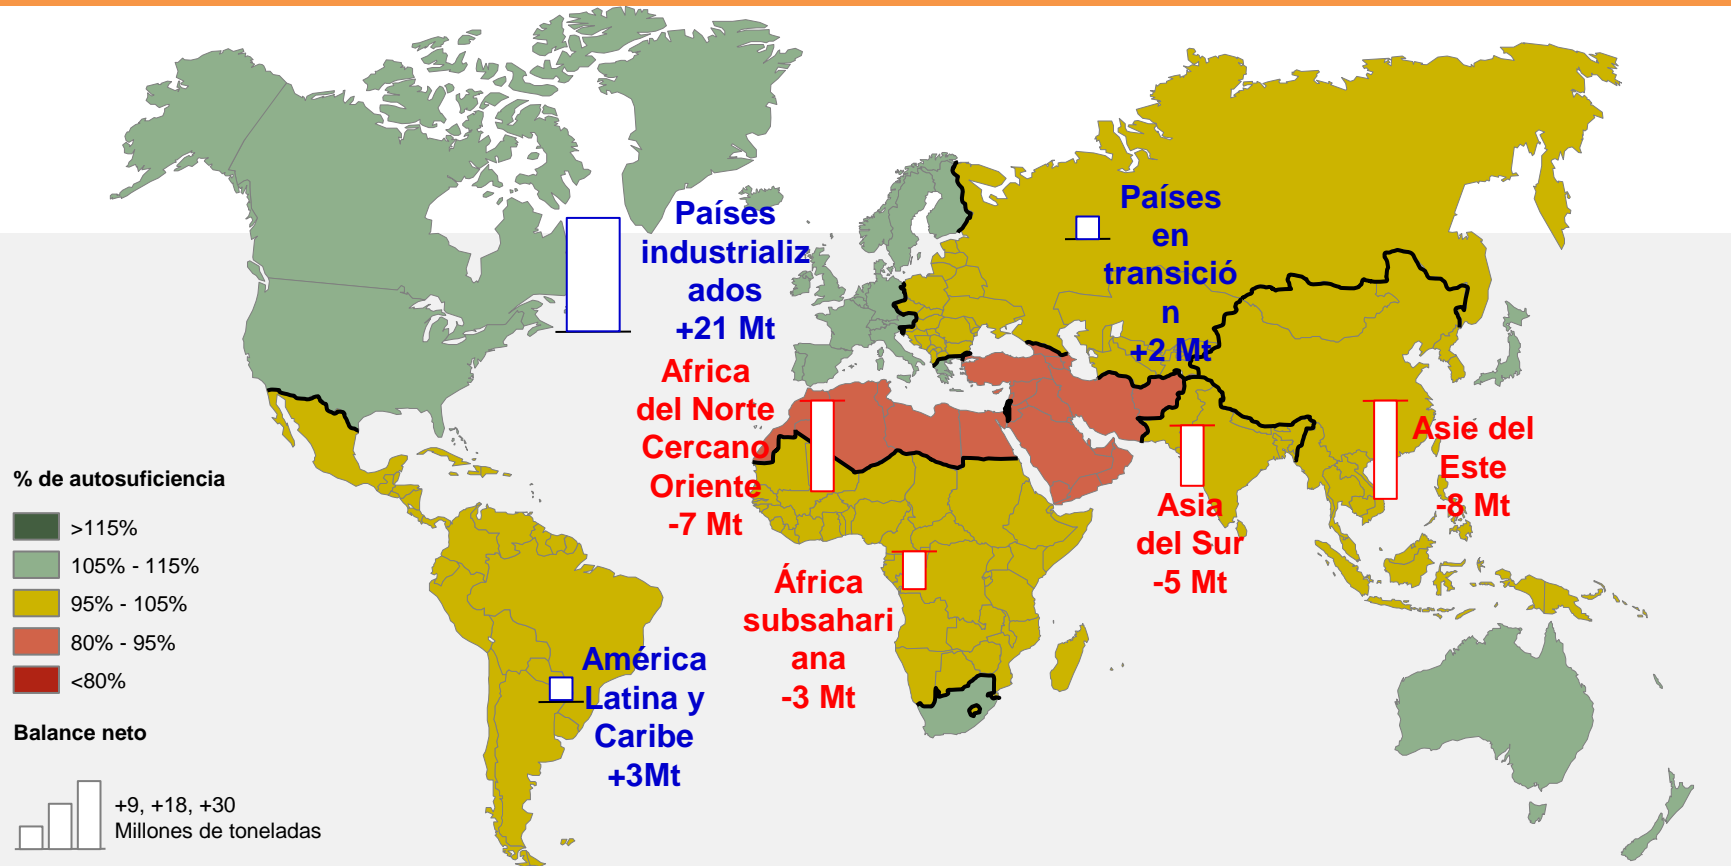 Países
industrializ
ados
+21 Mt
Países
en
transició
n
+2 Mt
Africa
del Norte
Cercano
Oriente
-7 Mt
Asie del
Este
-8 Mt
Asia
del Sur
-5 Mt
África
subsahari
ana
-3 Mt
América
Latina y
Caribe
+3Mt
% de autosuficiencia
>115%
105% - 115%
95% - 105%
80% - 95%
<80%
Balance neto
+9, +18, +30
Millones de toneladas